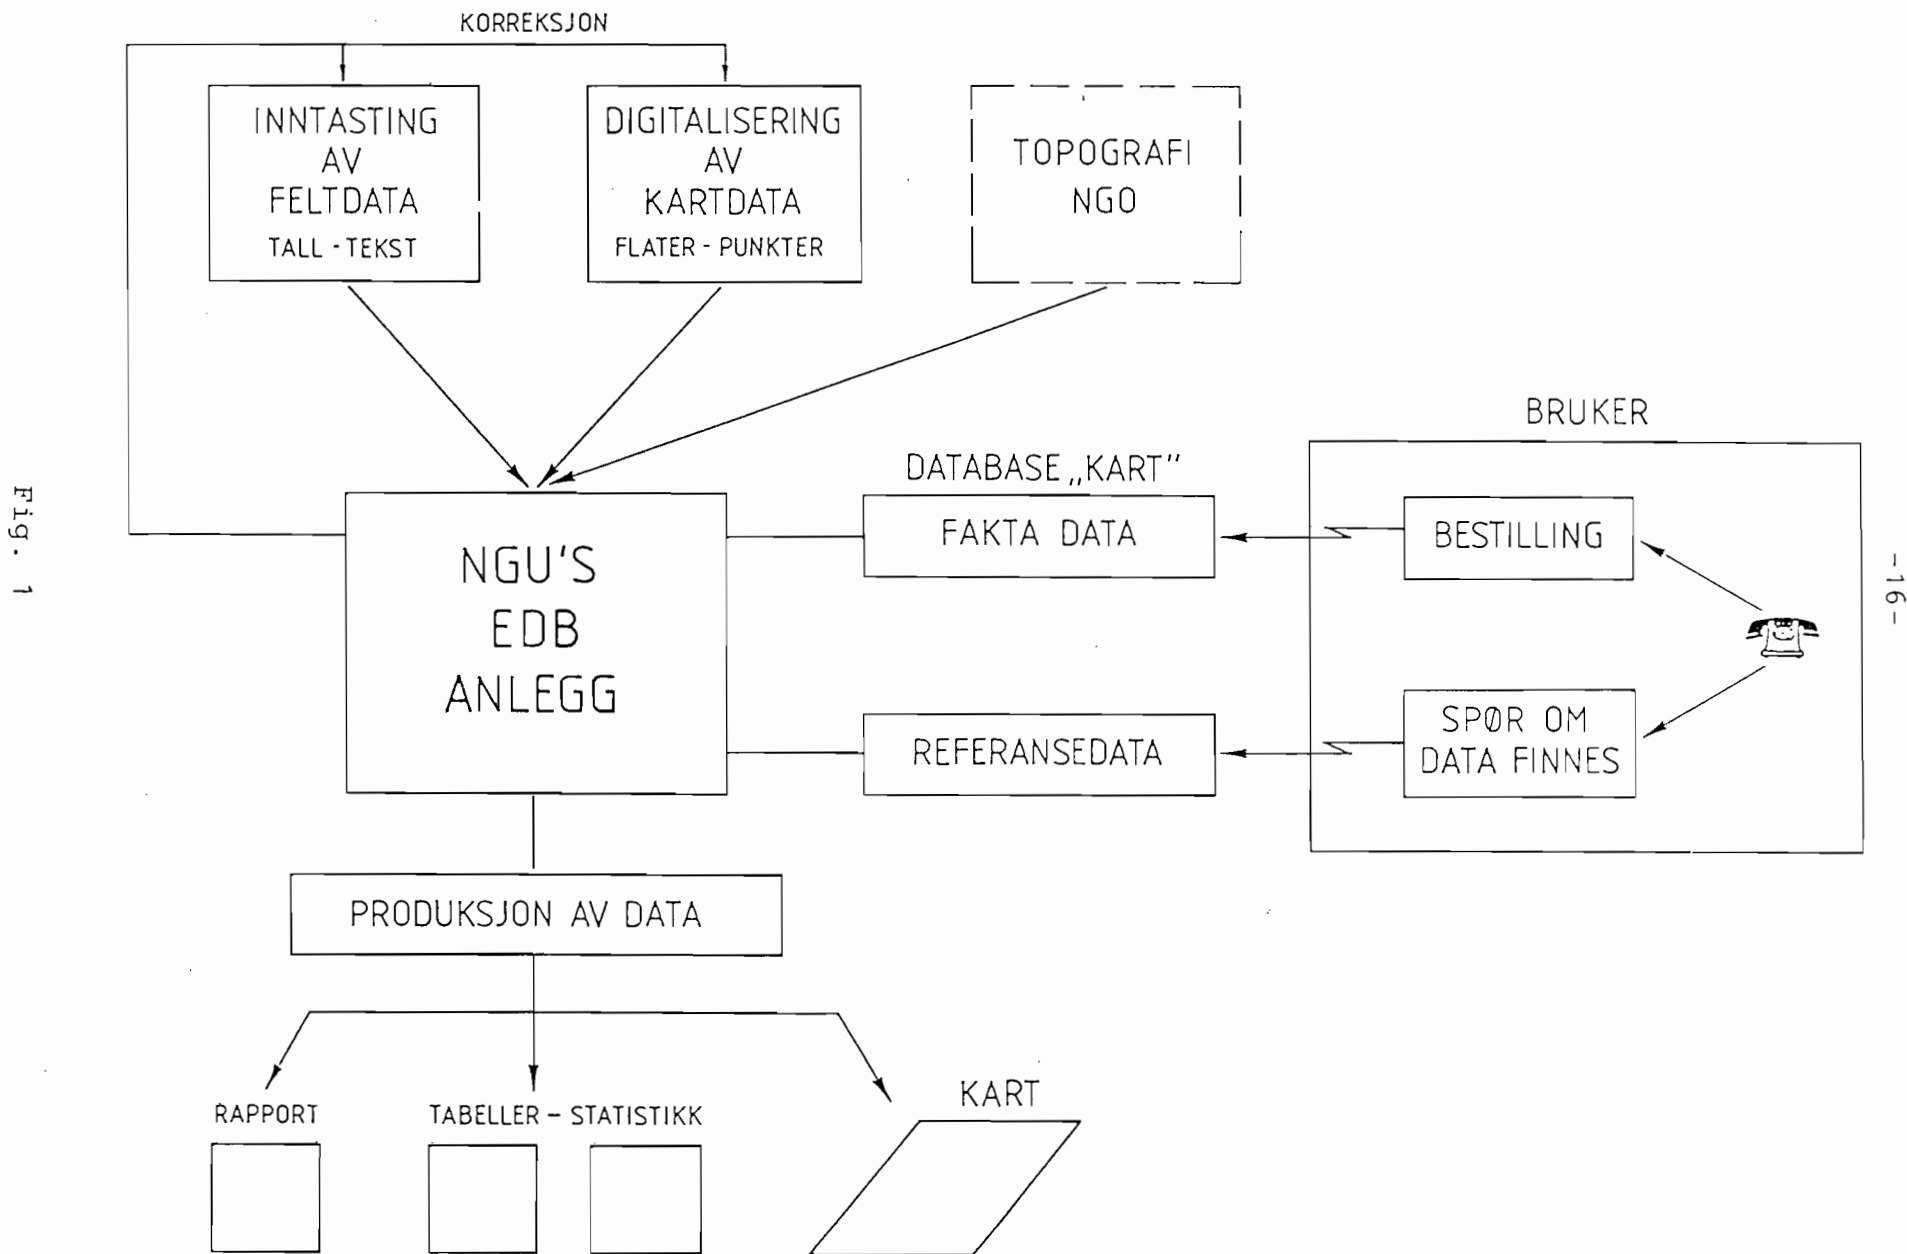 KORREKSJON
INNTASTING
AV
FELTDATA
TALL - TEKST
DIGITALISERING
AV
KARTDATA
FLATER - PUNKTER
TOPOGRAFI
NGO
BRUKER
DATABASE „KART"
FAKTA DATA
BESTILLING
NGU'S
EDB
ANLEGG
REFERANSEDATA
SPØR OM
DATA FINNES
PRODUKSJON AV DATA
RAPPORT
TABELLER - STATISTIKK
KART
Fig. 1
-16-